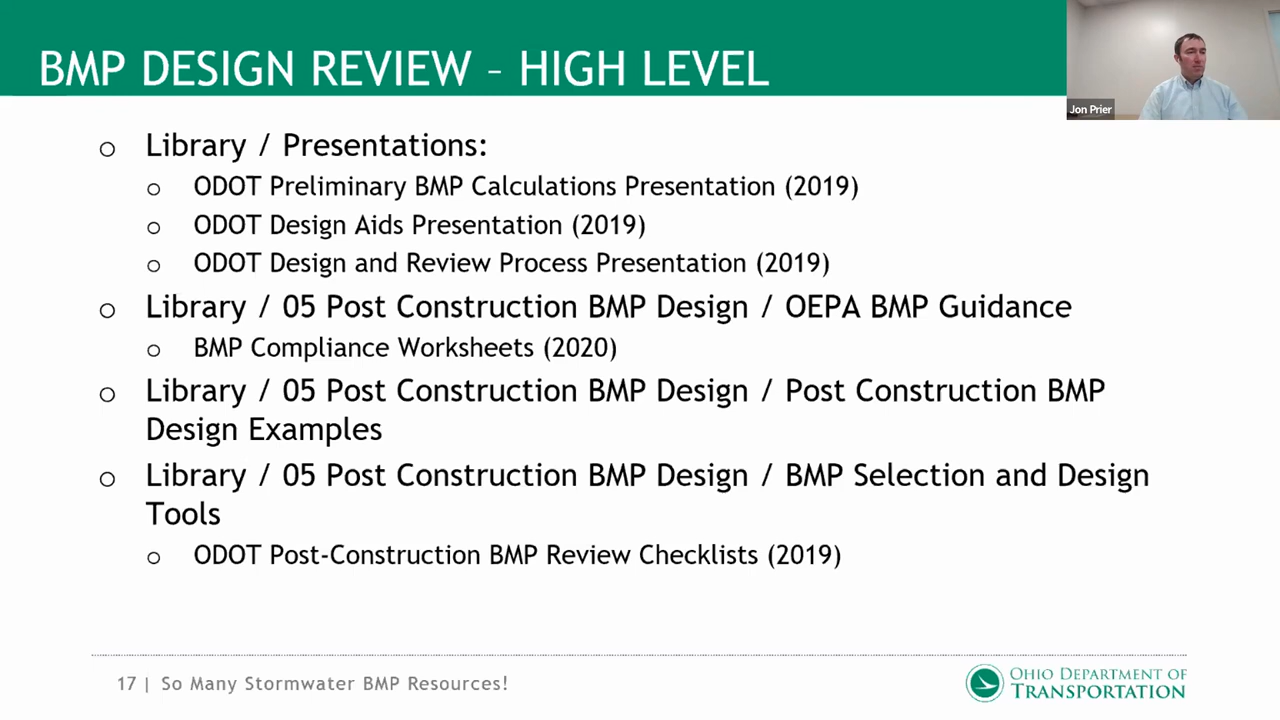 BMP DESIGN REVIEW – HIGH LEVEL
Jon Prier
o Library / Presentations:
o ODOT Preliminary BMP Calculations Presentation (2019)
o ODOT Design Aids Presentation (2019)
o ODOT Design and Review Process Presentation (2019)
o Library / 05 Post Construction BMP Design / OEPA BMP Guidance
o BMP Compliance Worksheets (2020)
o Library / 05 Post Construction BMP Design / Post Construction BMP
Design Examples
o Library / 05 Post Construction BMP Design / BMP Selection and Design
Tools
o ODOT Post-Construction BMP Review Checklists (2019)
17 | So Many Stormwater BMP Resources!
OHIO DEPARTMENT OF
TRANSPORTATION